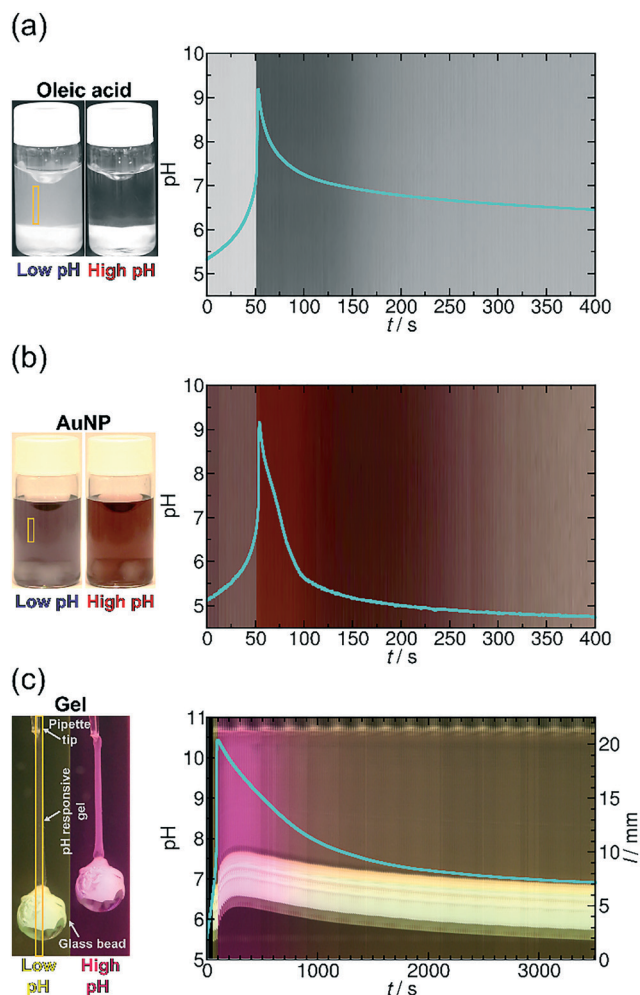 (a)
Oleic acid
Low pH
High pH
pH
10
9
8
7
6
5
0
50
100
150
200
250
300
350
400
t / s
(b)
AuNP
Low pH
High pH
pH
10
9
8
7
6
5
0
50
100
150
200
250
300
350
400
t / s
(c)
Gel
Pipette
tip
pH responsive
gel
Glass bead
Low
pH
High
pH
pH
11
10
9
8
7
6
5
0
1000
2000
3000
t / s
20
15
10
5
0
l / mm